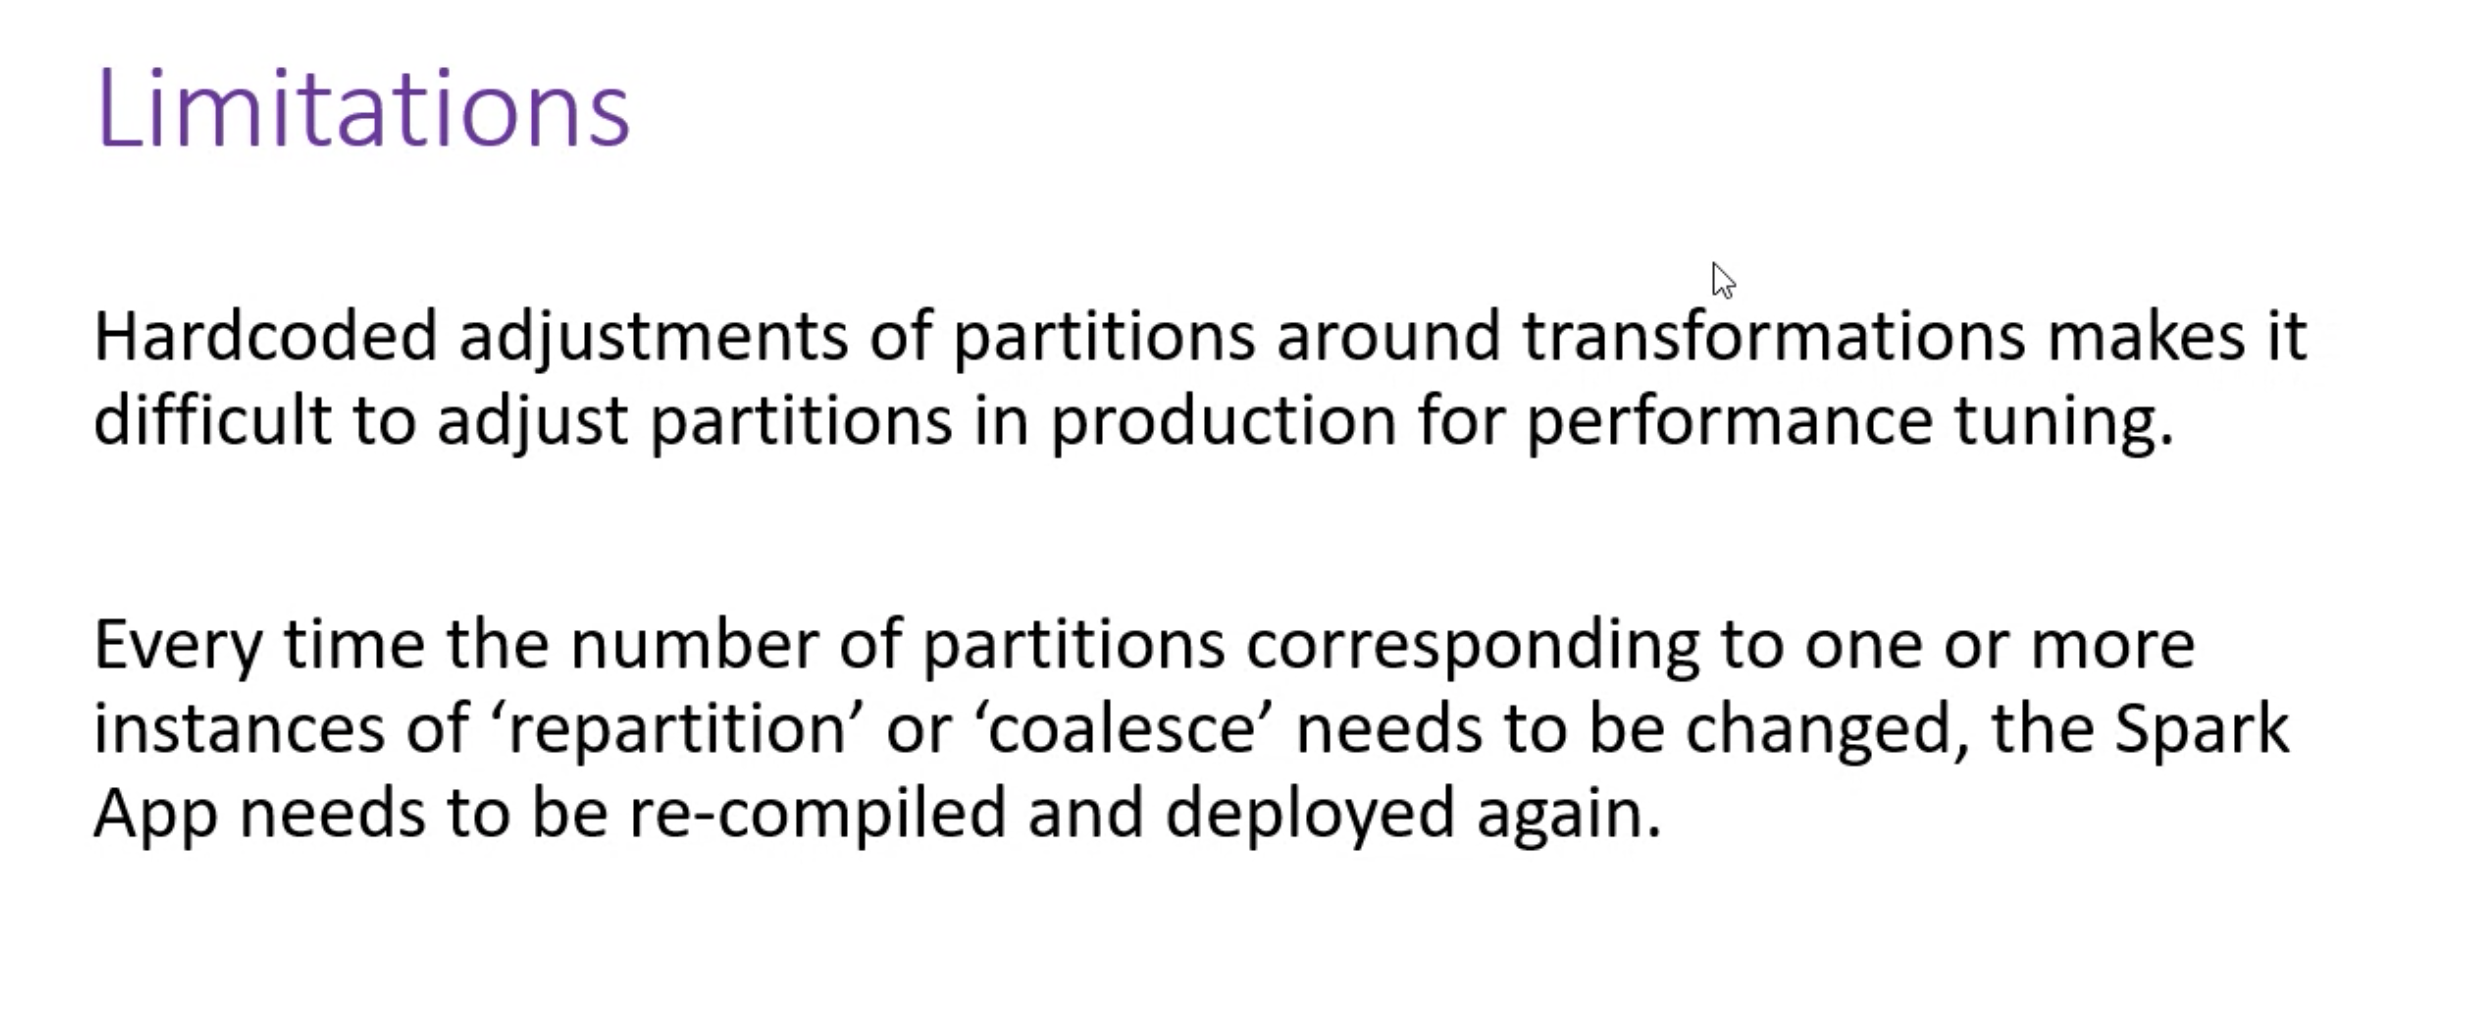 Limitations
Hardcoded adjustments of partitions around transformations makes it
difficult to adjust partitions in production for performance tuning.
Every time the number of partitions corresponding to one or more
instances of ‘repartition’ or ‘coalesce’ needs to be changed, the Spark
App needs to be re-compiled and deployed again.